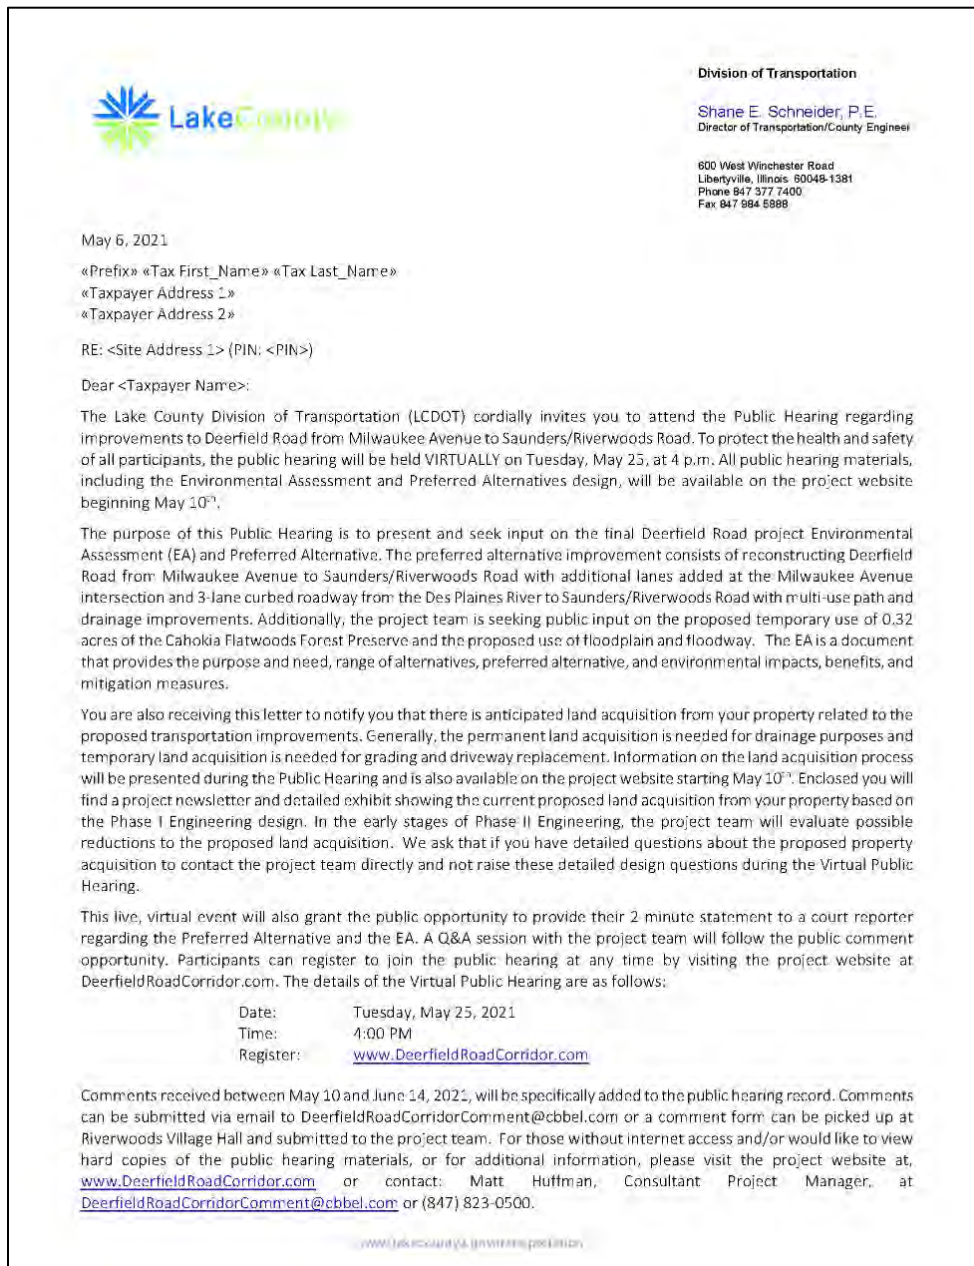 LakeCounty
Division of Transportation
Shane E. Schneider, P.E.
Director of Transportation/County Engineer
600 West Winchester Road
Libertyville, Illinois 60048-1381
Phone 847 377 7400
Fax 847 984 5888
May 6, 2021
«Prefix» «Tax First_Name» «Tax Last_Name»
«Taxpayer Address 1»
«Taxpayer Address 2»
RE: <Site Address 1> (PIN: <PIN>)
Dear <Taxpayer Name>:
The Lake County Division of Transportation (LCDOT) cordially invites you to attend the Public Hearing regarding
improvements to Deerfield Road from Milwaukee Avenue to Saunders/Riverwoods Road. To protect the health and safety
of all participants, the public hearing will be held VIRTUALLY on Tuesday, May 25, at 4 p.m. All public hearing materials,
including the Environmental Assessment and Preferred Alternatives design, will be available on the project website
beginning May 10th.
The purpose of this Public Hearing is to present and seek input on the final Deerfield Road project Environmental
Assessment (EA) and Preferred Alternative. The preferred alternative improvement consists of reconstructing Deerfield
Road from Milwaukee Avenue to Saunders/Riverwoods Road with additional lanes added at the Milwaukee Avenue
intersection and 3-lane curbed roadway from the Des Plaines River to Saunders/Riverwoods Road with multi-use path and
drainage improvements. Additionally, the project team is seeking public input on the proposed temporary use of 0.32
acres of the Cahokia Flatwoods Forest Preserve and the proposed use of floodplain and floodway. The EA is a document
that provides the purpose and need, range of alternatives, preferred alternative, and environmental impacts, benefits, and
mitigation measures.
You are also receiving this letter to notify you that there is anticipated land acquisition from your property related to the
proposed transportation improvements. Generally, the permanent land acquisition is needed for drainage purposes and
temporary land acquisition is needed for grading and driveway replacement. Information on the land acquisition process
will be presented during the Public Hearing and is also available on the project website starting May 10th. Enclosed you will
find a project newsletter and detailed exhibit showing the current proposed land acquisition from your property based on
the Phase I Engineering design. In the early stages of Phase II Engineering, the project team will evaluate possible
reductions to the proposed land acquisition. We ask that if you have detailed questions about the proposed property
acquisition to contact the project team directly and not raise these detailed design questions during the Virtual Public
Hearing.
This live, virtual event will also grant the public opportunity to provide their 2 minute statement to a court reporter
regarding the Preferred Alternative and the EA. A Q&A session with the project team will follow the public comment
opportunity. Participants can register to join the public hearing at any time by visiting the project website at
DeerfieldRoadCorridor.com. The details of the Virtual Public Hearing are as follows:
Date: Tuesday, May 25, 2021
Time: 4:00 PM
Register: www.DeerfieldRoadCorridor.com
Comments received between May 10 and June 14, 2021, will be specifically added to the public hearing record. Comments
can be submitted via email to DeerfieldRoadCorridorComment@cbbel.com or a comment form can be picked up at
Riverwoods Village Hall and submitted to the project team. For those without internet access and/or would like to view
hard copies of the public hearing materials, or for additional information, please visit the project website at,
www.DeerfieldRoadCorridor.com or contact: Matt Huffman, Consultant Project Manager, at
DeerfieldRoadCorridorComment@cbbel.com or (847) 823-0500.